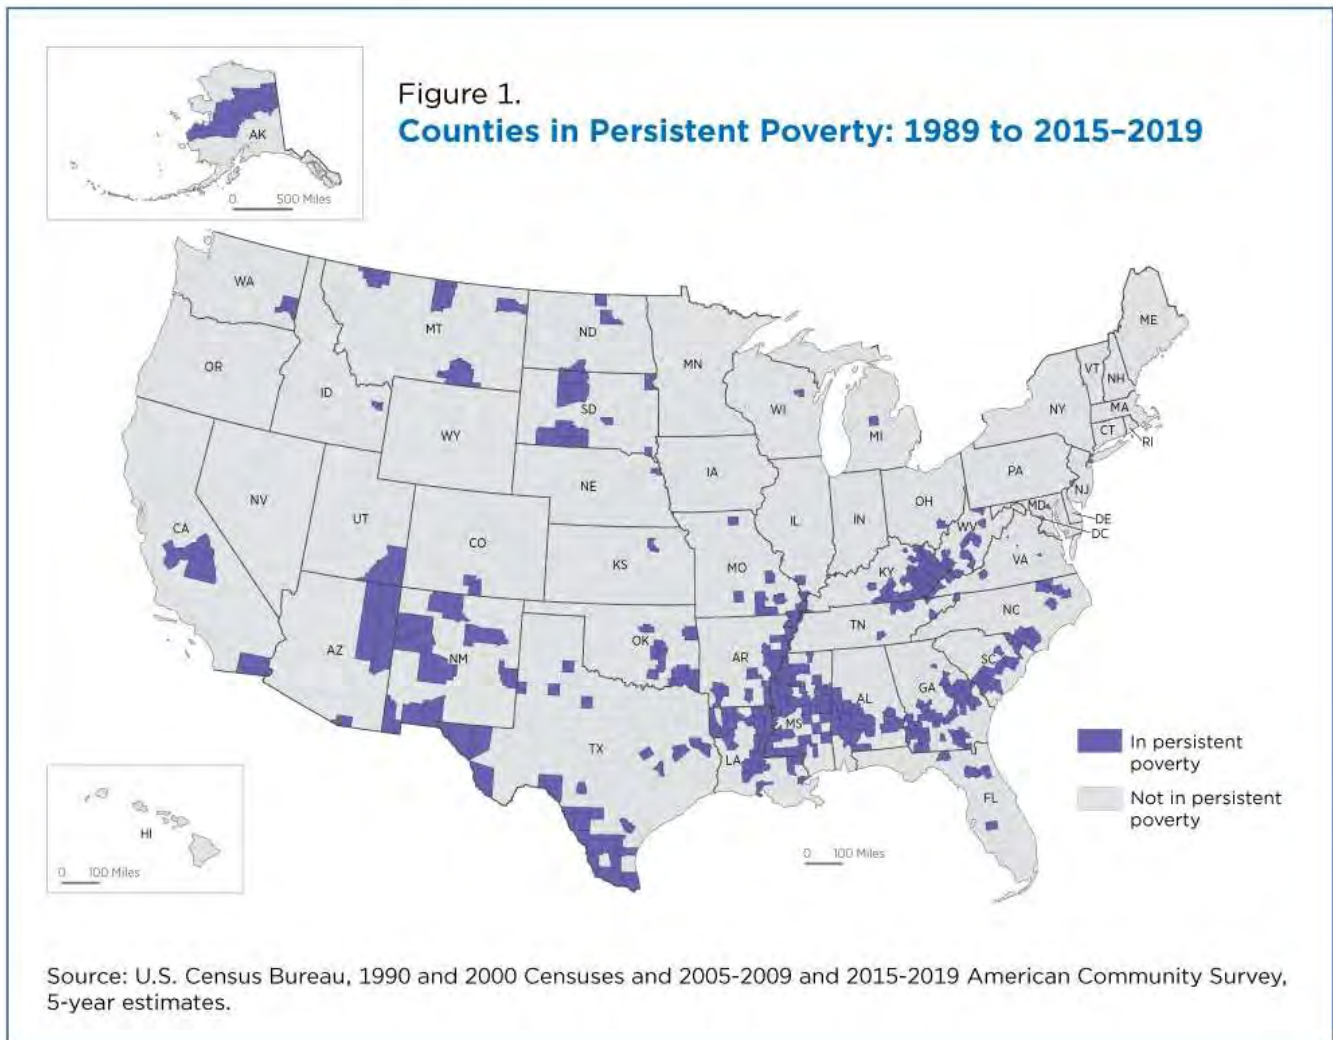 Figure 1.
Counties in Persistent Poverty: 1989 to 2015–2019
AK
0 500 Miles
WA
MT
ND
MN
ME
OR
ID
SD
WI
MI
VT
NH
NY
MA
CT
RI
WY
IA
NE
PA
NJ
NV
UT
CO
IL
IN
OH
MD
DE
DC
CA
KS
MO
WV
KY
VA
NC
TN
AZ
NM
OK
AR
SC
GA
AL
MS
TX
LA
FL
In persistent
poverty
Not in persistent
poverty
HI
0 100 Miles
0 100 Miles
Source: U.S. Census Bureau, 1990 and 2000 Censuses and 2005-2009 and 2015-2019 American Community Survey,
5-year estimates.